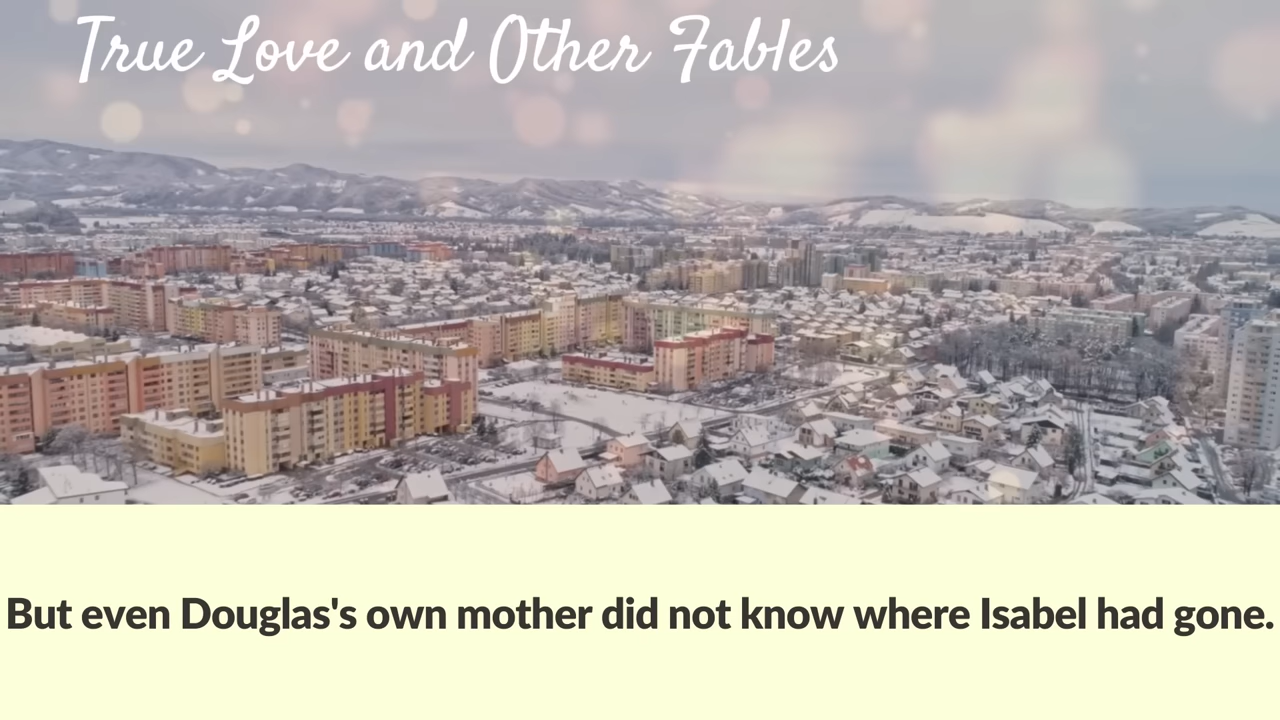 True Love and Other Fables
But even Douglas's own mother did not know where Isabel had gone.